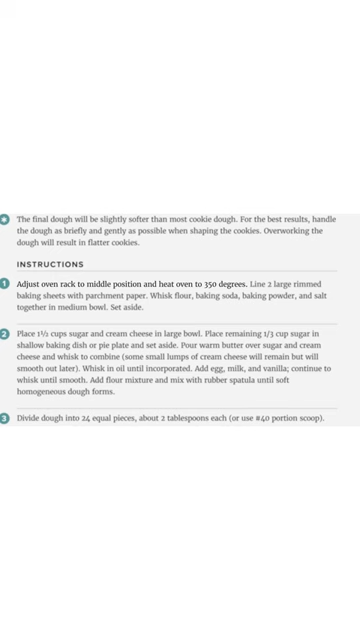 * The final dough will be slightly softer than most cookie dough. For the best results, handle
the dough as briefly and gently as possible when shaping the cookies. Overworking the
dough will result in flatter cookies.
INSTRUCTIONS
1 Adjust oven rack to middle position and heat oven to 350 degrees. Line 2 large rimmed
baking sheets with parchment paper. Whisk flour, baking soda, baking powder, and salt
together in medium bowl. Set aside.
2 Place 1½ cups sugar and cream cheese in large bowl. Place remaining 1/3 cup sugar in
shallow baking dish or pie plate and set aside. Pour warm butter over sugar and cream
cheese and whisk to combine (some small lumps of cream cheese will remain but will
smooth out later). Whisk in oil until incorporated. Add egg, milk, and vanilla; continue to
whisk until smooth. Add flour mixture and mix with rubber spatula until soft
homogeneous dough forms.
3 Divide dough into 24 equal pieces, about 2 tablespoons each (or use #40 portion scoop).